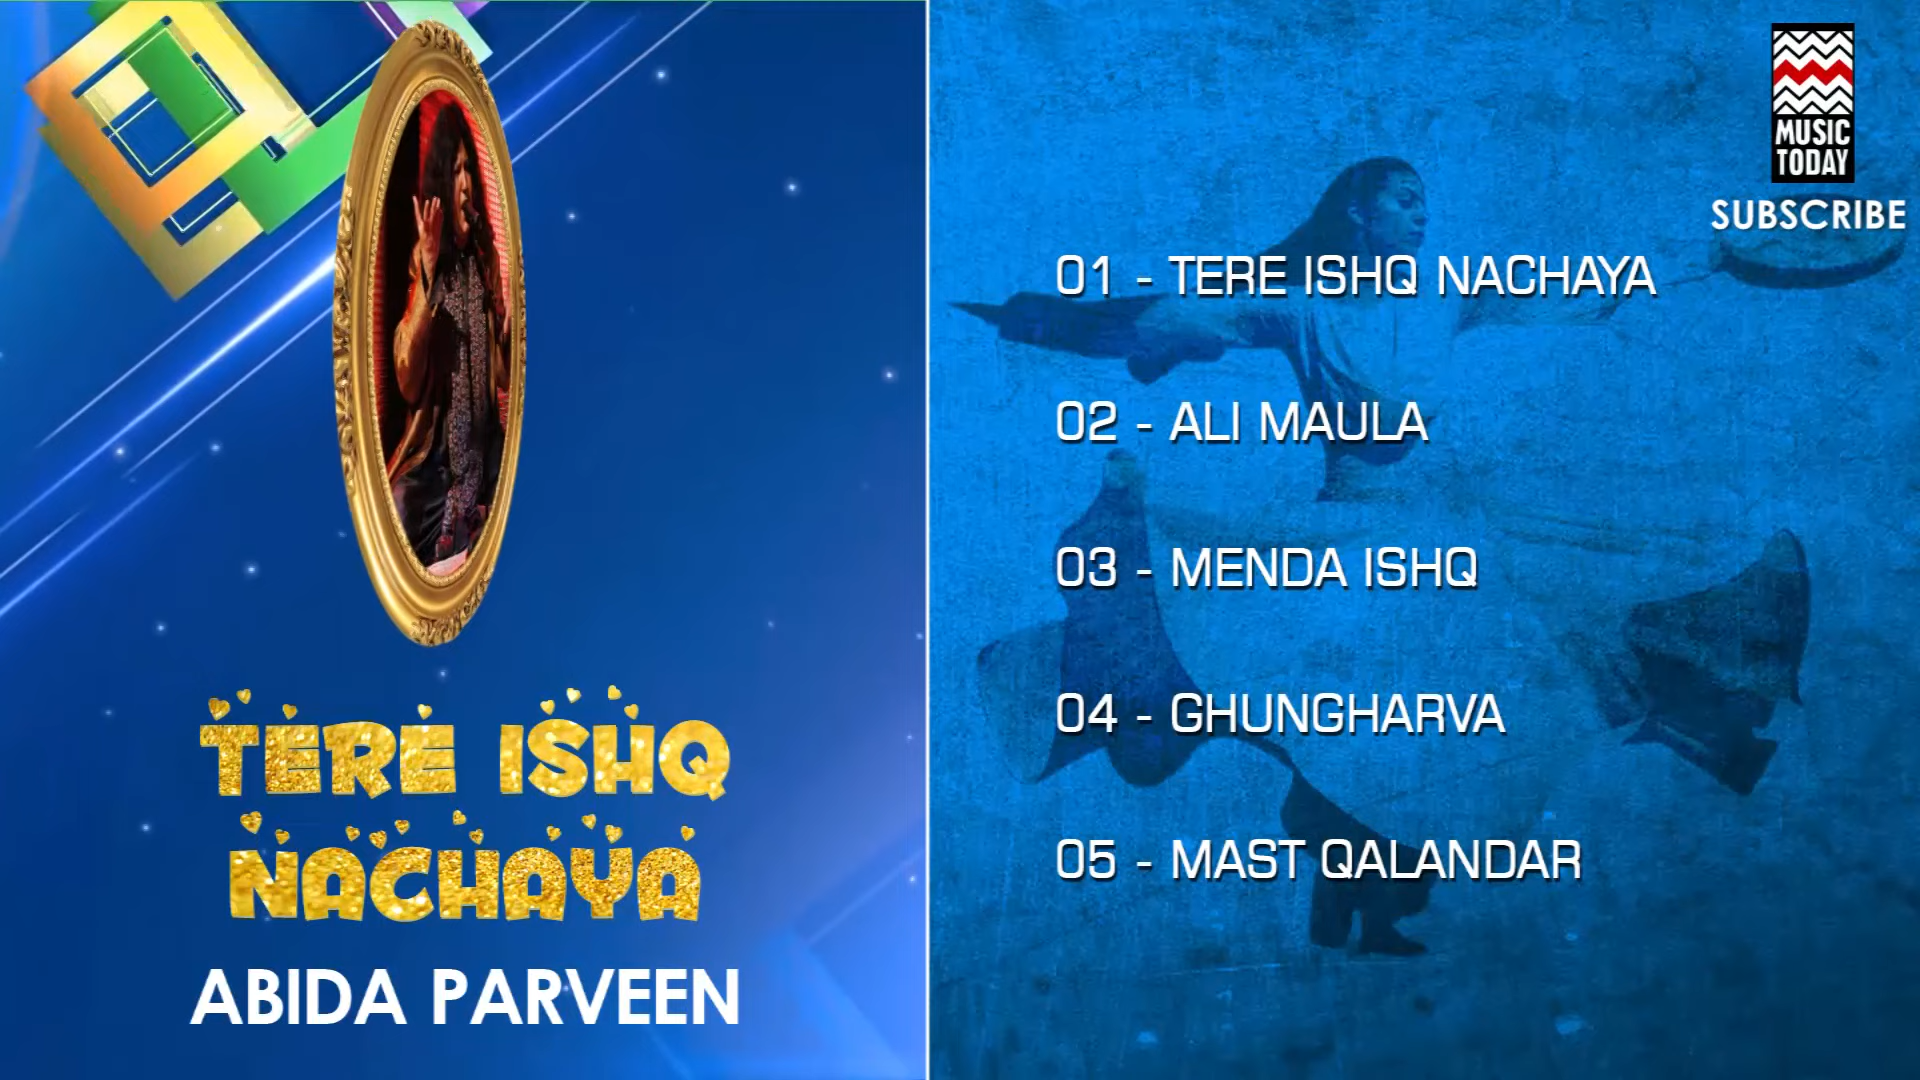 TERE ISHQ
NACHAYA
ABIDA PARVEEN
MUSIC
TODAY
SUBSCRIBE
01 - TERE ISHQ NACHAYA
02 - ALI MAULA
03 - MENDA ISHQ
04 - GHUNGHARVA
05 - MAST QALANDAR